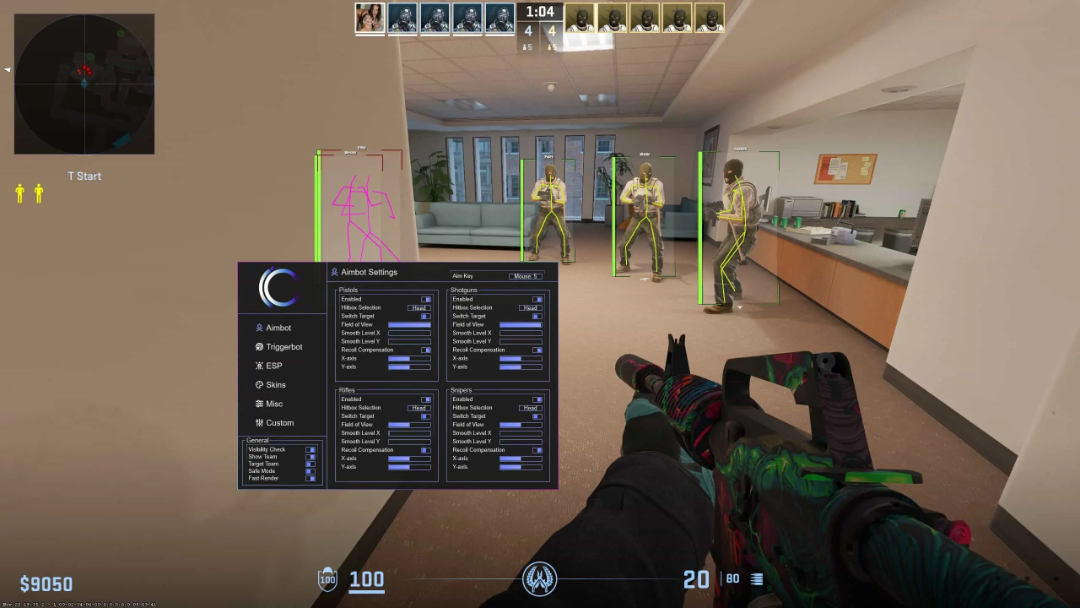 1:04
4 4
5 5
T Start
Aimbot Settings
Aim Key Mouse 5
Aimbot
Triggerbot
ESP
Skins
Misc
Custom
General
Visibility Check
Show Team
Target Team
Safe Mode
Fast Render
Pistols
Enabled
Hitbox Selection Head
Switch Target
Field of View
Smooth Level X
Smooth Level Y
Recoil Compensation
X-axis
Y-axis
Shotguns
Enabled
Hitbox Selection Head
Switch Target
Field of View
Smooth Level X
Smooth Level Y
Recoil Compensation
X-axis
Y-axis
Rifles
Enabled
Hitbox Selection Head
Switch Target
Field of View
Smooth Level X
Smooth Level Y
Recoil Compensation
X-axis
Y-axis
Snipers
Enabled
Hitbox Selection Head
Switch Target
Field of View
Smooth Level X
Smooth Level Y
Recoil Compensation
X-axis
Y-axis
$9050
100 100
20 | 80